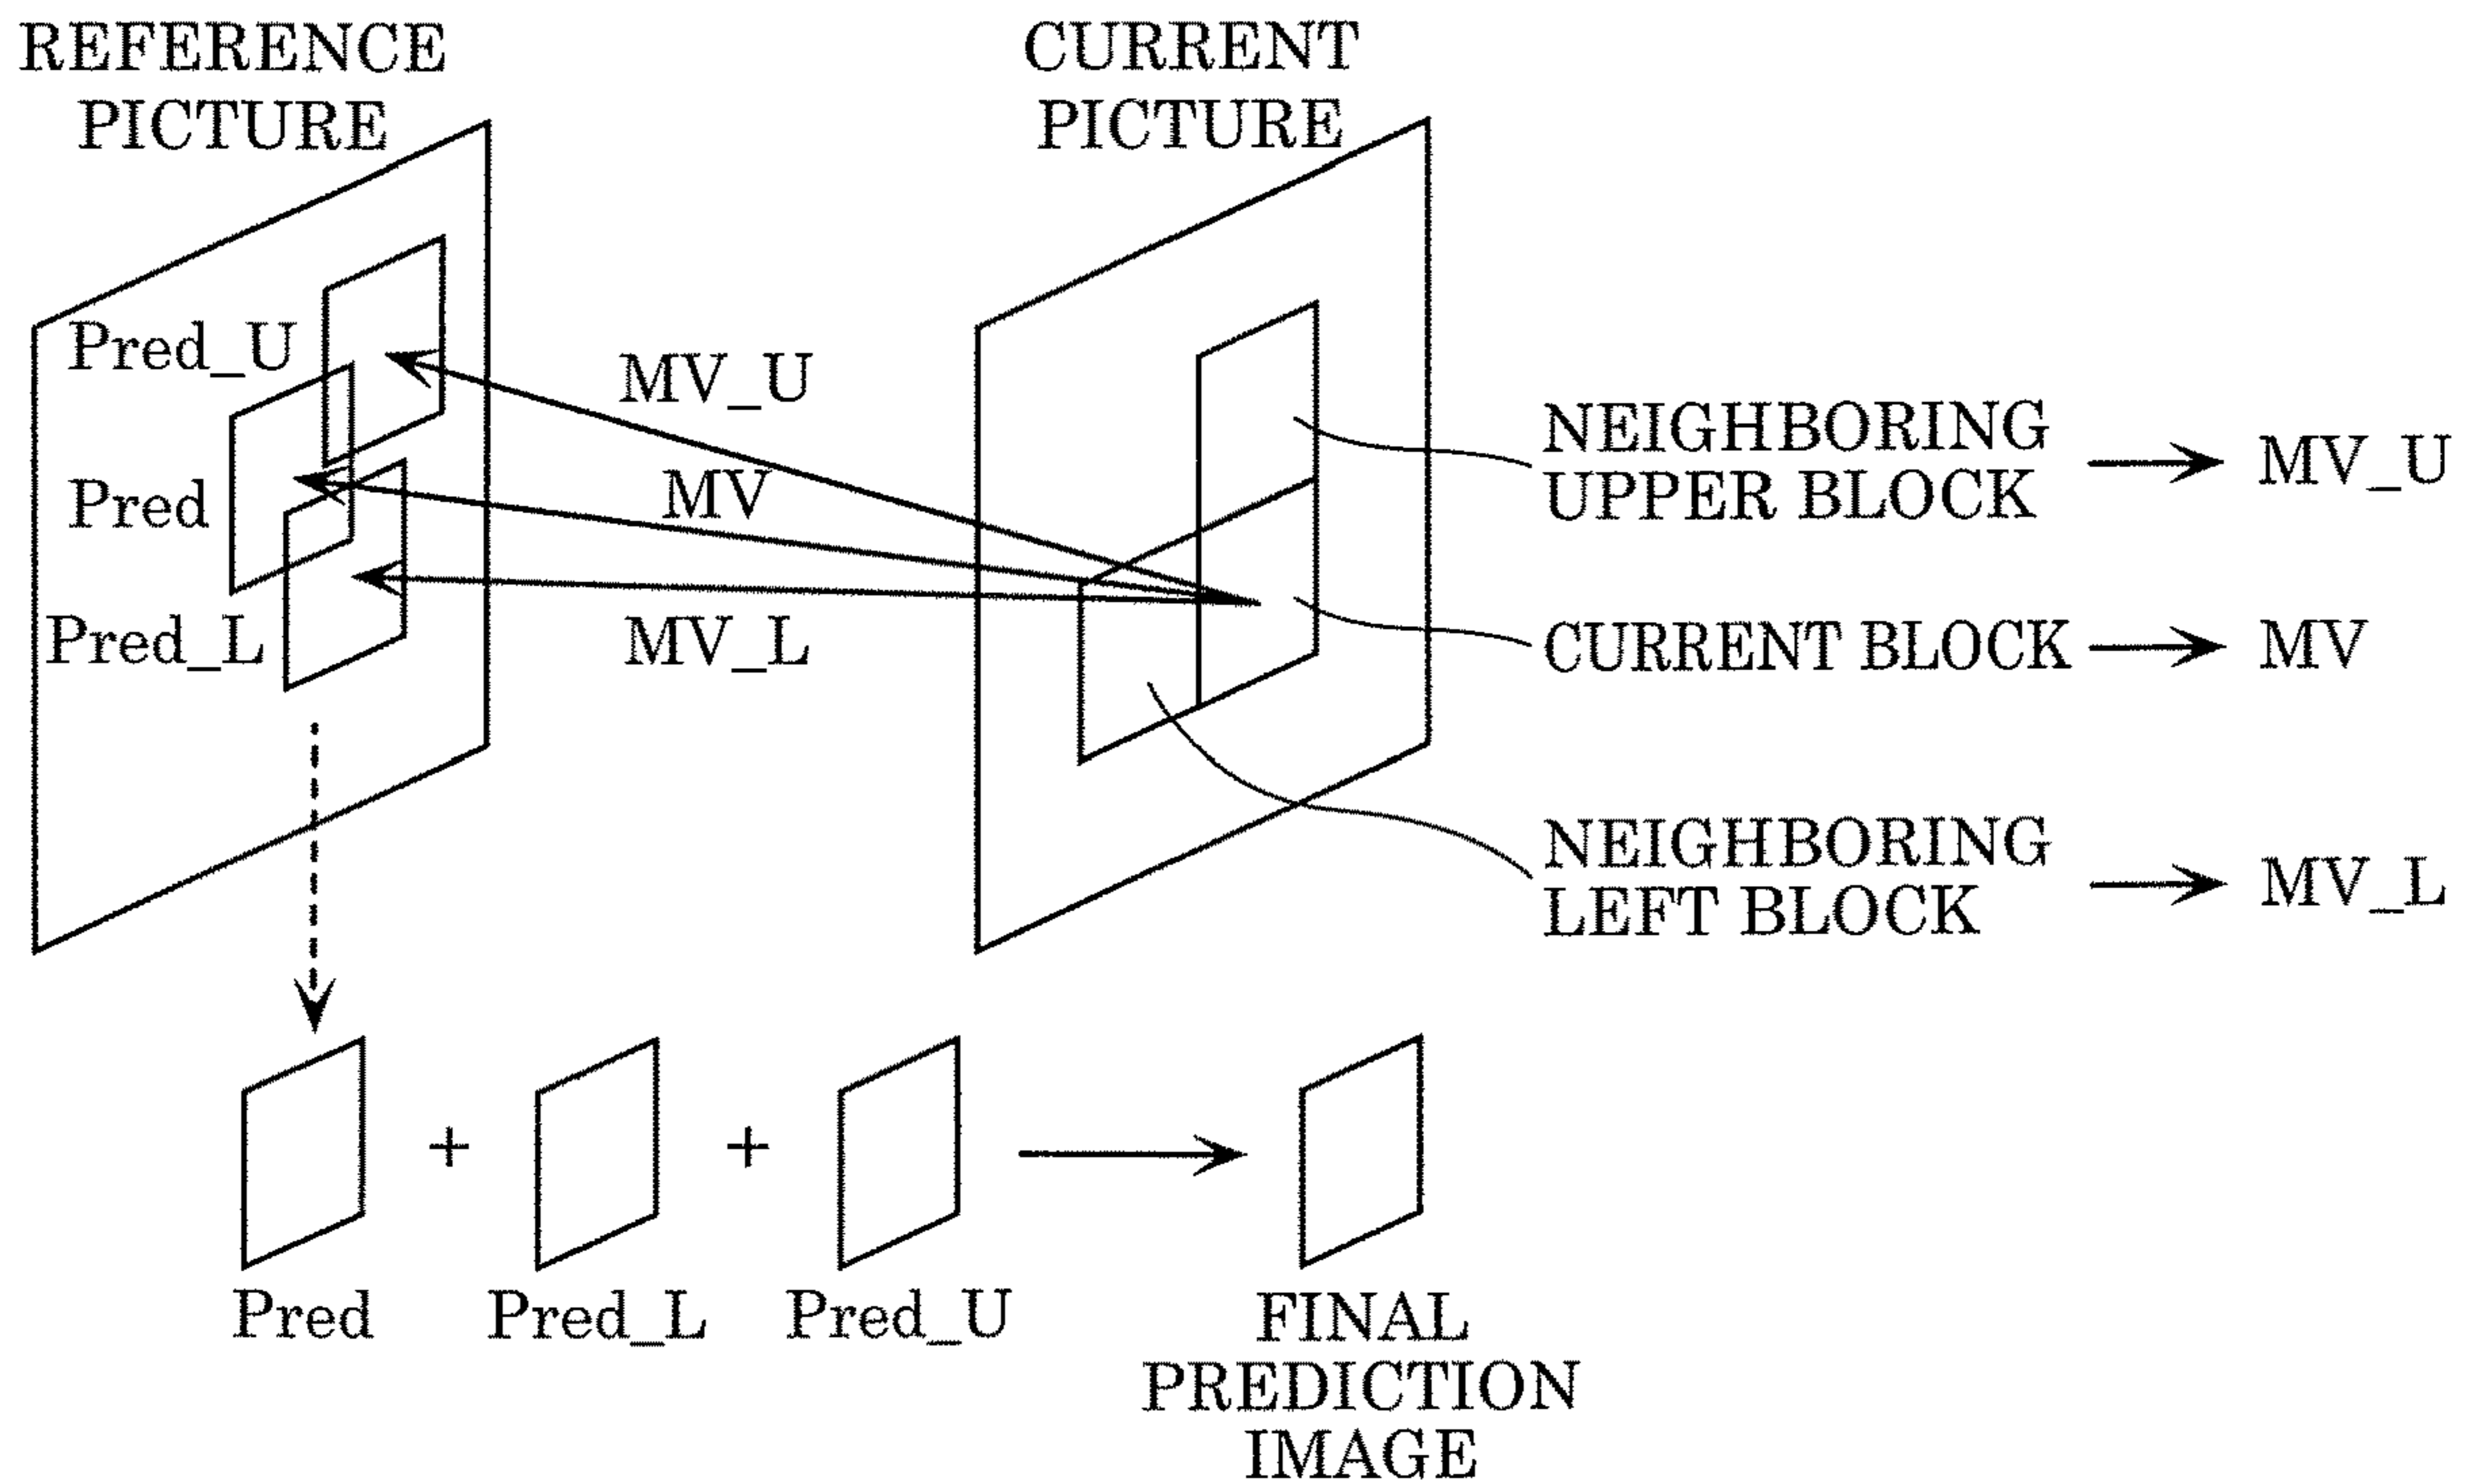 REFERENCE
PICTURE
CURRENT
PICTURE
Pred_U
Pred
Pred_L
MV_U
MV
MV_L
NEIGHBORING
UPPER BLOCK
MV_U
CURRENT BLOCK
MV
NEIGHBORING
LEFT BLOCK
MV_L
+
+
Pred
Pred_L
Pred_U
FINAL
PREDICTION
IMAGE